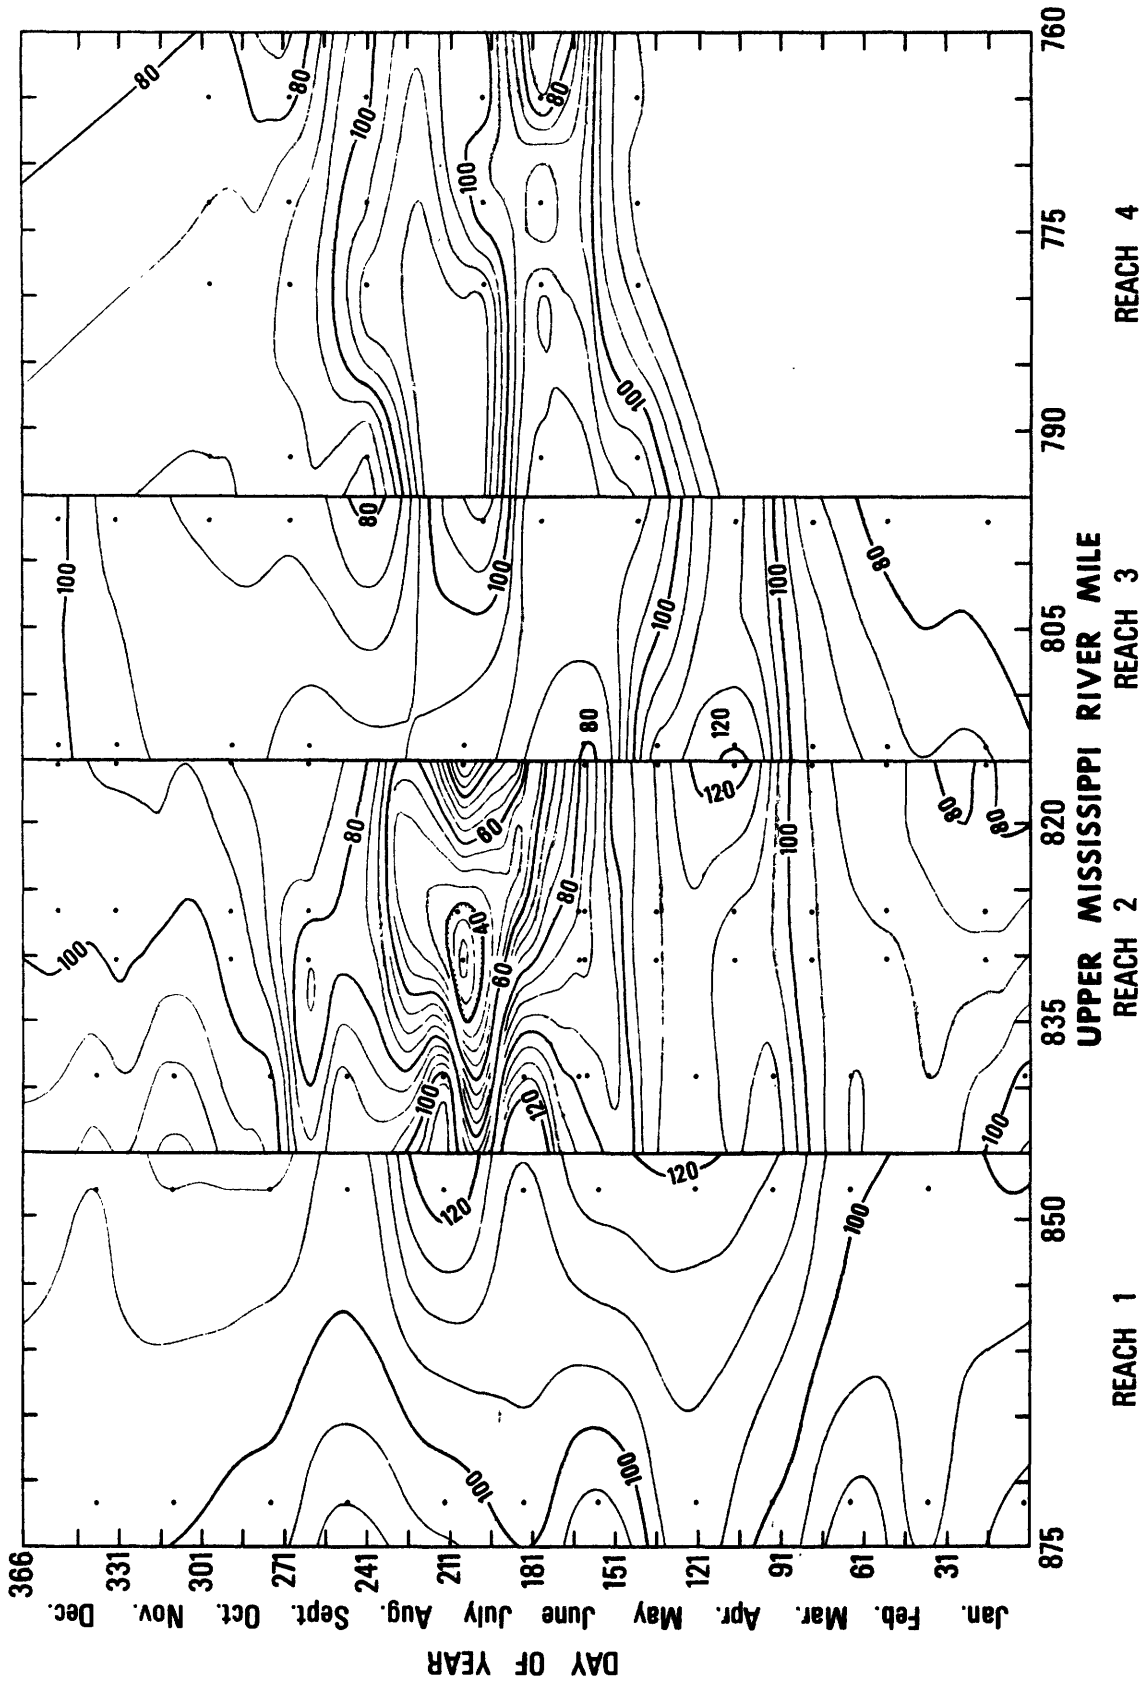 DAY OF YEAR
Dec.
Nov.
Oct.
Sept.
Aug.
July
June
May
Apr.
Mar.
Feb.
Jan.
366
331
301
271
241
211
181
151
121
91
61
31
100
100
80
80
80
100
80
100
120
100
100
40
60
60
100
120
80
80
80
100
100
100
120
120
120
100
100
100
80
80
100
80
875 850 835 820 805 790 775 760
UPPER MISSISSIPPI RIVER MILE
REACH 1 REACH 2 REACH 3 REACH 4